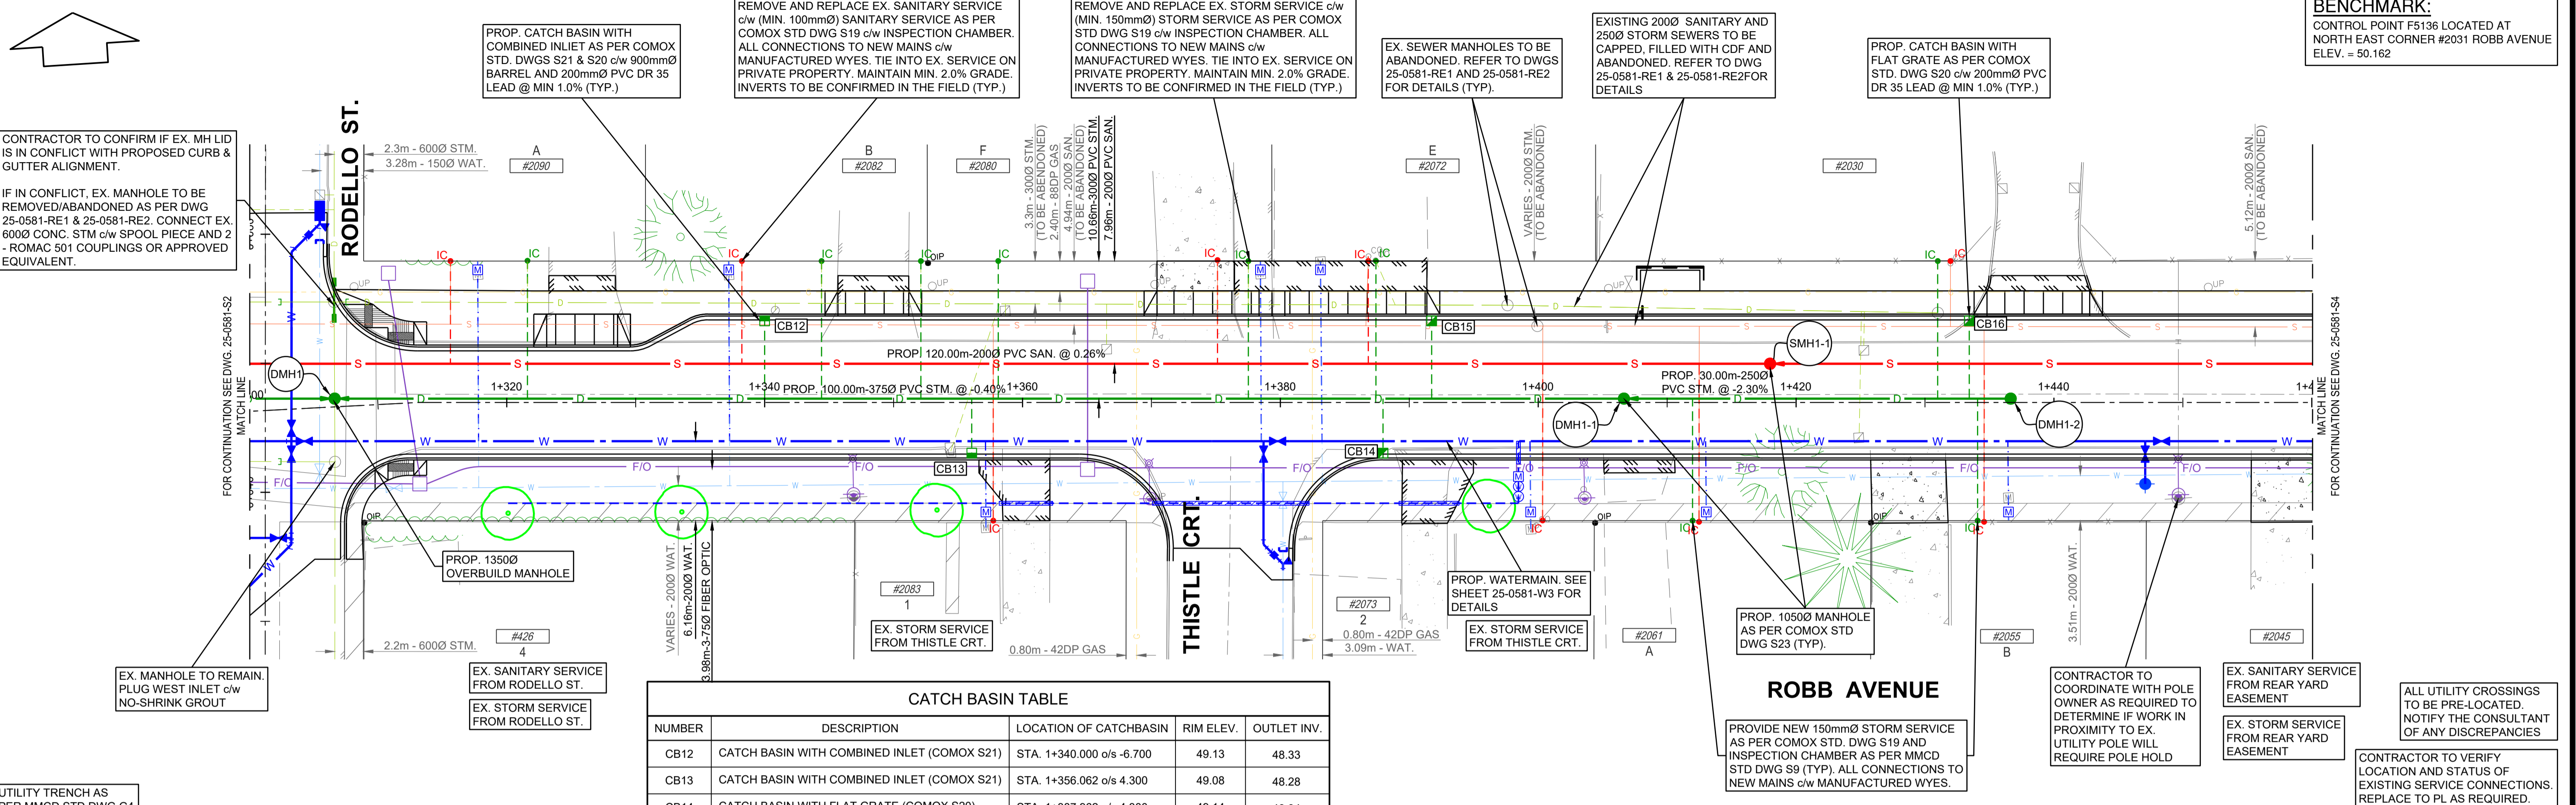 REMOVE AND REPLACE EX. SANITARY SERVICE
c/w (MIN. 100mmØ) SANITARY SERVICE AS PER
COMOX STD DWG S19 c/w INSPECTION CHAMBER.
ALL CONNECTIONS TO NEW MAINS c/w
MANUFACTURED WYES. TIE INTO EX. SERVICE ON
PRIVATE PROPERTY. MAINTAIN MIN. 2.0% GRADE.
INVERTS TO BE CONFIRMED IN THE FIELD (TYP.)
REMOVE AND REPLACE EX. STORM SERVICE c/w
(MIN. 150mmØ) STORM SERVICE AS PER COMOX
STD DWG S19 c/w INSPECTION CHAMBER. ALL
CONNECTIONS TO NEW MAINS c/w
MANUFACTURED WYES. TIE INTO EX. SERVICE ON
PRIVATE PROPERTY. MAINTAIN MIN. 2.0% GRADE.
INVERTS TO BE CONFIRMED IN THE FIELD (TYP.)
BENCHMARK:
CONTROL POINT F5136 LOCATED AT
NORTH EAST CORNER #2031 ROBB AVENUE
ELEV. = 50.162
PROP. CATCH BASIN WITH
COMBINED INLIET AS PER COMOX
STD. DWGS S21 & S20 c/w 900mmØ
BARREL AND 200mmØ PVC DR 35
LEAD @ MIN 1.0% (TYP.)
EX. SEWER MANHOLES TO BE
ABANDONED. REFER TO DWGS
25-0581-RE1 AND 25-0581-RE2
FOR DETAILS (TYP).
EXISTING 200Ø SANITARY AND
250Ø STORM SEWERS TO BE
CAPPED, FILLED WITH CDF AND
ABANDONED. REFER TO DWG
25-0581-RE1 & 25-0581-RE2FOR
DETAILS
PROP. CATCH BASIN WITH
FLAT GRATE AS PER COMOX
STD. DWG S20 c/w 200mmØ PVC
DR 35 LEAD @ MIN 1.0% (TYP.)
CONTRACTOR TO CONFIRM IF EX. MH LID
IS IN CONFLICT WITH PROPOSED CURB &
GUTTER ALIGNMENT.
IF IN CONFLICT, EX. MANHOLE TO BE
REMOVED/ABANDONED AS PER DWG
25-0581-RE1 & 25-0581-RE2. CONNECT EX.
600Ø CONC. STM c/w SPOOL PIECE AND 2
- ROMAC 501 COUPLINGS OR APPROVED
EQUIVALENT.
RODELLO ST.
2.3m - 600Ø STM.
3.28m - 150Ø WAT.
A
#2090
B
#2082
F
#2080
3.3m - 300Ø STM.
(TO BE ABENDONED)
2.40m - 88DP GAS
4.94m - 200Ø SAN.
(TO BE ABANDONED)
10.66m-300Ø PVC STM.
7.96m - 200Ø PVC SAN.
E
#2072
VARIES - 200Ø STM.
(TO BE ABANDONED)
#2030
5.12m - 200Ø SAN.
(TO BE ABANDONED)
IC
IC
IC
IC
IC
IC
IC
IC
IC
IC
IC
IC
OIP
UP
UP
UP
UP
UP
M
M
M
M
CB12
CB15
CB16
SMH1-1
PROP. 120.00m-200Ø PVC SAN. @ 0.26%
DMH1
1+320
1+340
PROP. 100.00m-375Ø PVC STM. @ -0.40%
1+360
1+380
1+400
PROP. 30.00m-250Ø
PVC STM. @ -2.30%
1+420
1+440
FOR CONTINUATION SEE DWG. 25-0581-S2
MATCH LINE
MATCH LINE
FOR CONTINUATION SEE DWG. 25-0581-S4
DMH1-1
DMH1-2
CB13
CB14
F/O
F/O
F/O
F/O
F/O
F/O
F/O
OIP
OIP
OIP
M
M
M
M
M
IC
IC
IC
IC
PROP. 1350Ø
OVERBUILD MANHOLE
VARIES - 200Ø WAT.
6.16m-200Ø WAT.
3.98m-3-75Ø FIBER OPTIC
#2083
1
EX. STORM SERVICE
FROM THISTLE CRT.
0.80m - 42DP GAS
THISTLE CRT.
#2073
2
0.80m - 42DP GAS
3.09m - WAT.
PROP. WATERMAIN. SEE
SHEET 25-0581-W3 FOR
DETAILS
EX. STORM SERVICE
FROM THISTLE CRT.
#2061
A
PROP. 1050Ø MANHOLE
AS PER COMOX STD
DWG S23 (TYP).
#2055
B
3.51m - 200Ø WAT.
#2045
2.2m - 600Ø STM.
#426
4
EX. SANITARY SERVICE
FROM RODELLO ST.
EX. STORM SERVICE
FROM RODELLO ST.
EX. MANHOLE TO REMAIN.
PLUG WEST INLET c/w
NO-SHRINK GROUT
ROBB AVENUE
CONTRACTOR TO
COORDINATE WITH POLE
OWNER AS REQUIRED TO
DETERMINE IF WORK IN
PROXIMITY TO EX.
UTILITY POLE WILL
REQUIRE POLE HOLD
EX. SANITARY SERVICE
FROM REAR YARD
EASEMENT
EX. STORM SERVICE
FROM REAR YARD
EASEMENT
ALL UTILITY CROSSINGS
TO BE PRE-LOCATED.
NOTIFY THE CONSULTANT
OF ANY DISCREPANCIES
CONTRACTOR TO VERIFY
LOCATION AND STATUS OF
EXISTING SERVICE CONNECTIONS.
REPLACE TO PL AS REQUIRED.
PROVIDE NEW 150mmØ STORM SERVICE
AS PER COMOX STD. DWG S19 AND
INSPECTION CHAMBER AS PER MMCD
STD DWG S9 (TYP). ALL CONNECTIONS TO
NEW MAINS c/w MANUFACTURED WYES.
CATCH BASIN TABLE
NUMBER DESCRIPTION LOCATION OF CATCHBASIN RIM ELEV. OUTLET INV.
CB12 CATCH BASIN WITH COMBINED INLET (COMOX S21) STA. 1+340.000 o/s -6.700 49.13 48.33
CB13 CATCH BASIN WITH COMBINED INLET (COMOX S21) STA. 1+356.062 o/s 4.300 49.08 48.28
UTILITY TRENCH AS